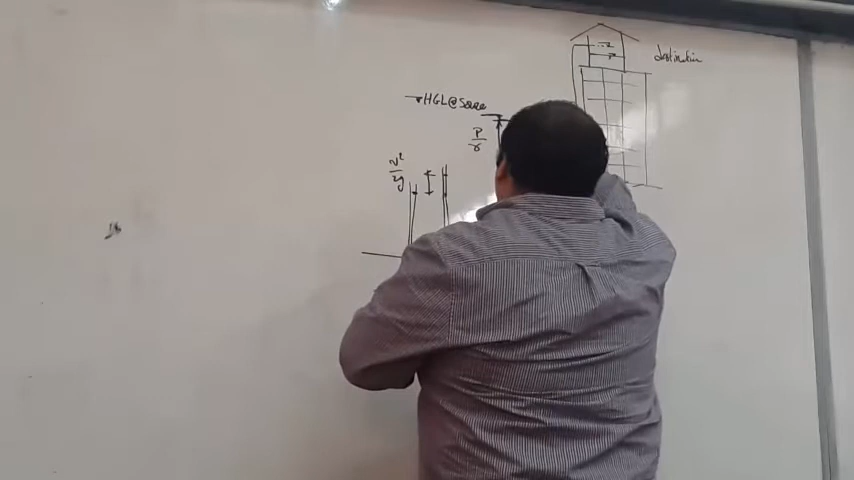 destination
HGL@Source
P/γ
v²/2g